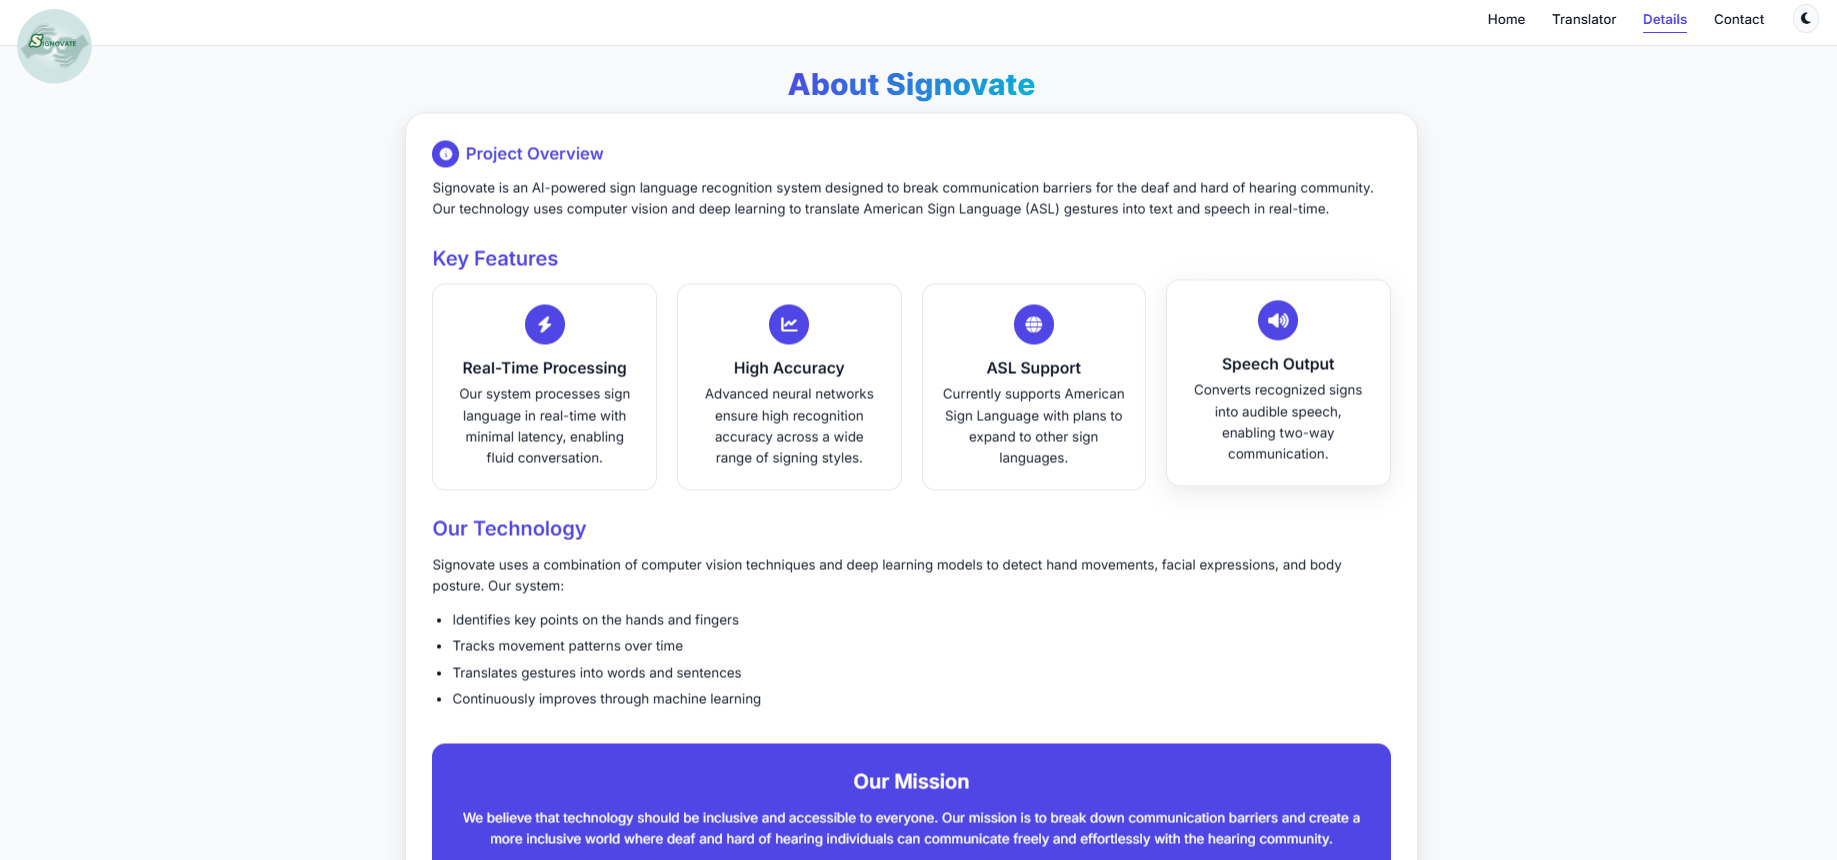 SIGNOVATE
Home
Translator
Details
Contact
About Signovate
Project Overview
Signovate is an AI-powered sign language recognition system designed to break communication barriers for the deaf and hard of hearing community.
Our technology uses computer vision and deep learning to translate American Sign Language (ASL) gestures into text and speech in real-time.
Key Features
Real-Time Processing
Our system processes sign
language in real-time with
minimal latency, enabling
fluid conversation.
High Accuracy
Advanced neural networks
ensure high recognition
accuracy across a wide
range of signing styles.
ASL Support
Currently supports American
Sign Language with plans to
expand to other sign
languages.
Speech Output
Converts recognized signs
into audible speech,
enabling two-way
communication.
Our Technology
Signovate uses a combination of computer vision techniques and deep learning models to detect hand movements, facial expressions, and body
posture. Our system:
Identifies key points on the hands and fingers
Tracks movement patterns over time
Translates gestures into words and sentences
Continuously improves through machine learning
Our Mission
We believe that technology should be inclusive and accessible to everyone. Our mission is to break down communication barriers and create a
more inclusive world where deaf and hard of hearing individuals can communicate freely and effortlessly with the hearing community.